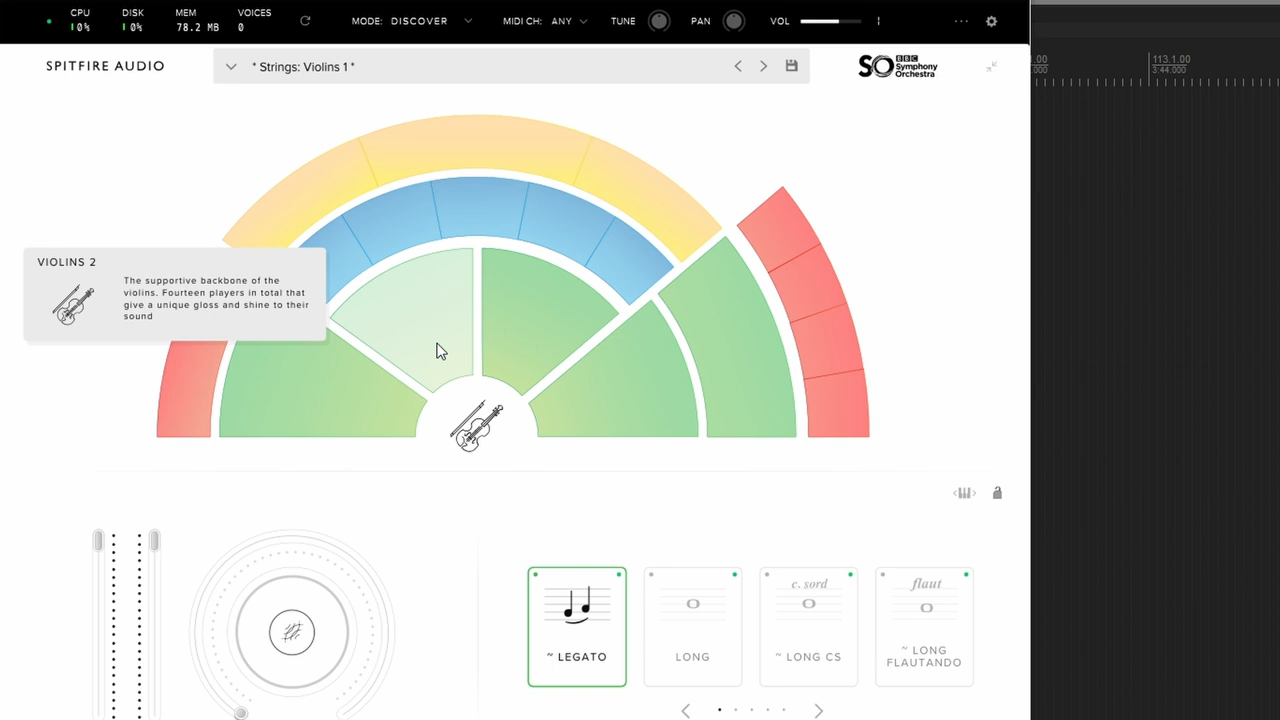 CPU DISK MEM VOICES
0% 0% 78.2 MB 0
MODE: DISCOVER MIDI CH: ANY TUNE PAN VOL
SPITFIRE AUDIO
* Strings: Violins 1 *
SO BBC Symphony Orchestra
113.1.00
3:44.000
.00
.000
VIOLINS 2
The supportive backbone of the
violins. Fourteen players in total that
give a unique gloss and shine to their
sound
c. sord
flaut
~ LEGATO
LONG
~ LONG CS
~ LONG
FLAUTANDO